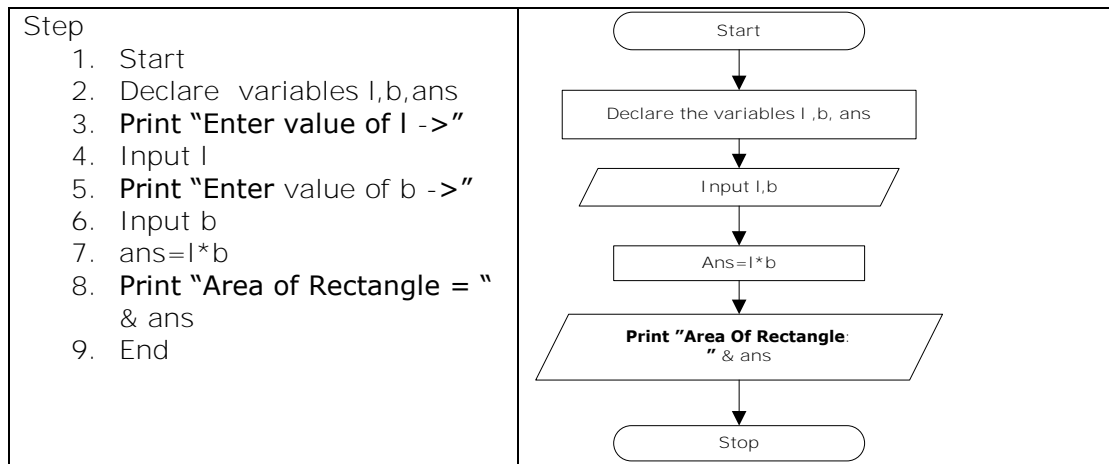 Step
1. Start
2. Declare variables l,b,ans
3. Print “Enter value of l ->”
4. Input l
5. Print “Enter value of b ->”
6. Input b
7. ans=l*b
8. Print “Area of Rectangle = “
& ans
9. End
Start
Declare the variables l ,b, ans
Input l,b
Ans=l*b
Print ”Area Of Rectangle:
” & ans
Stop